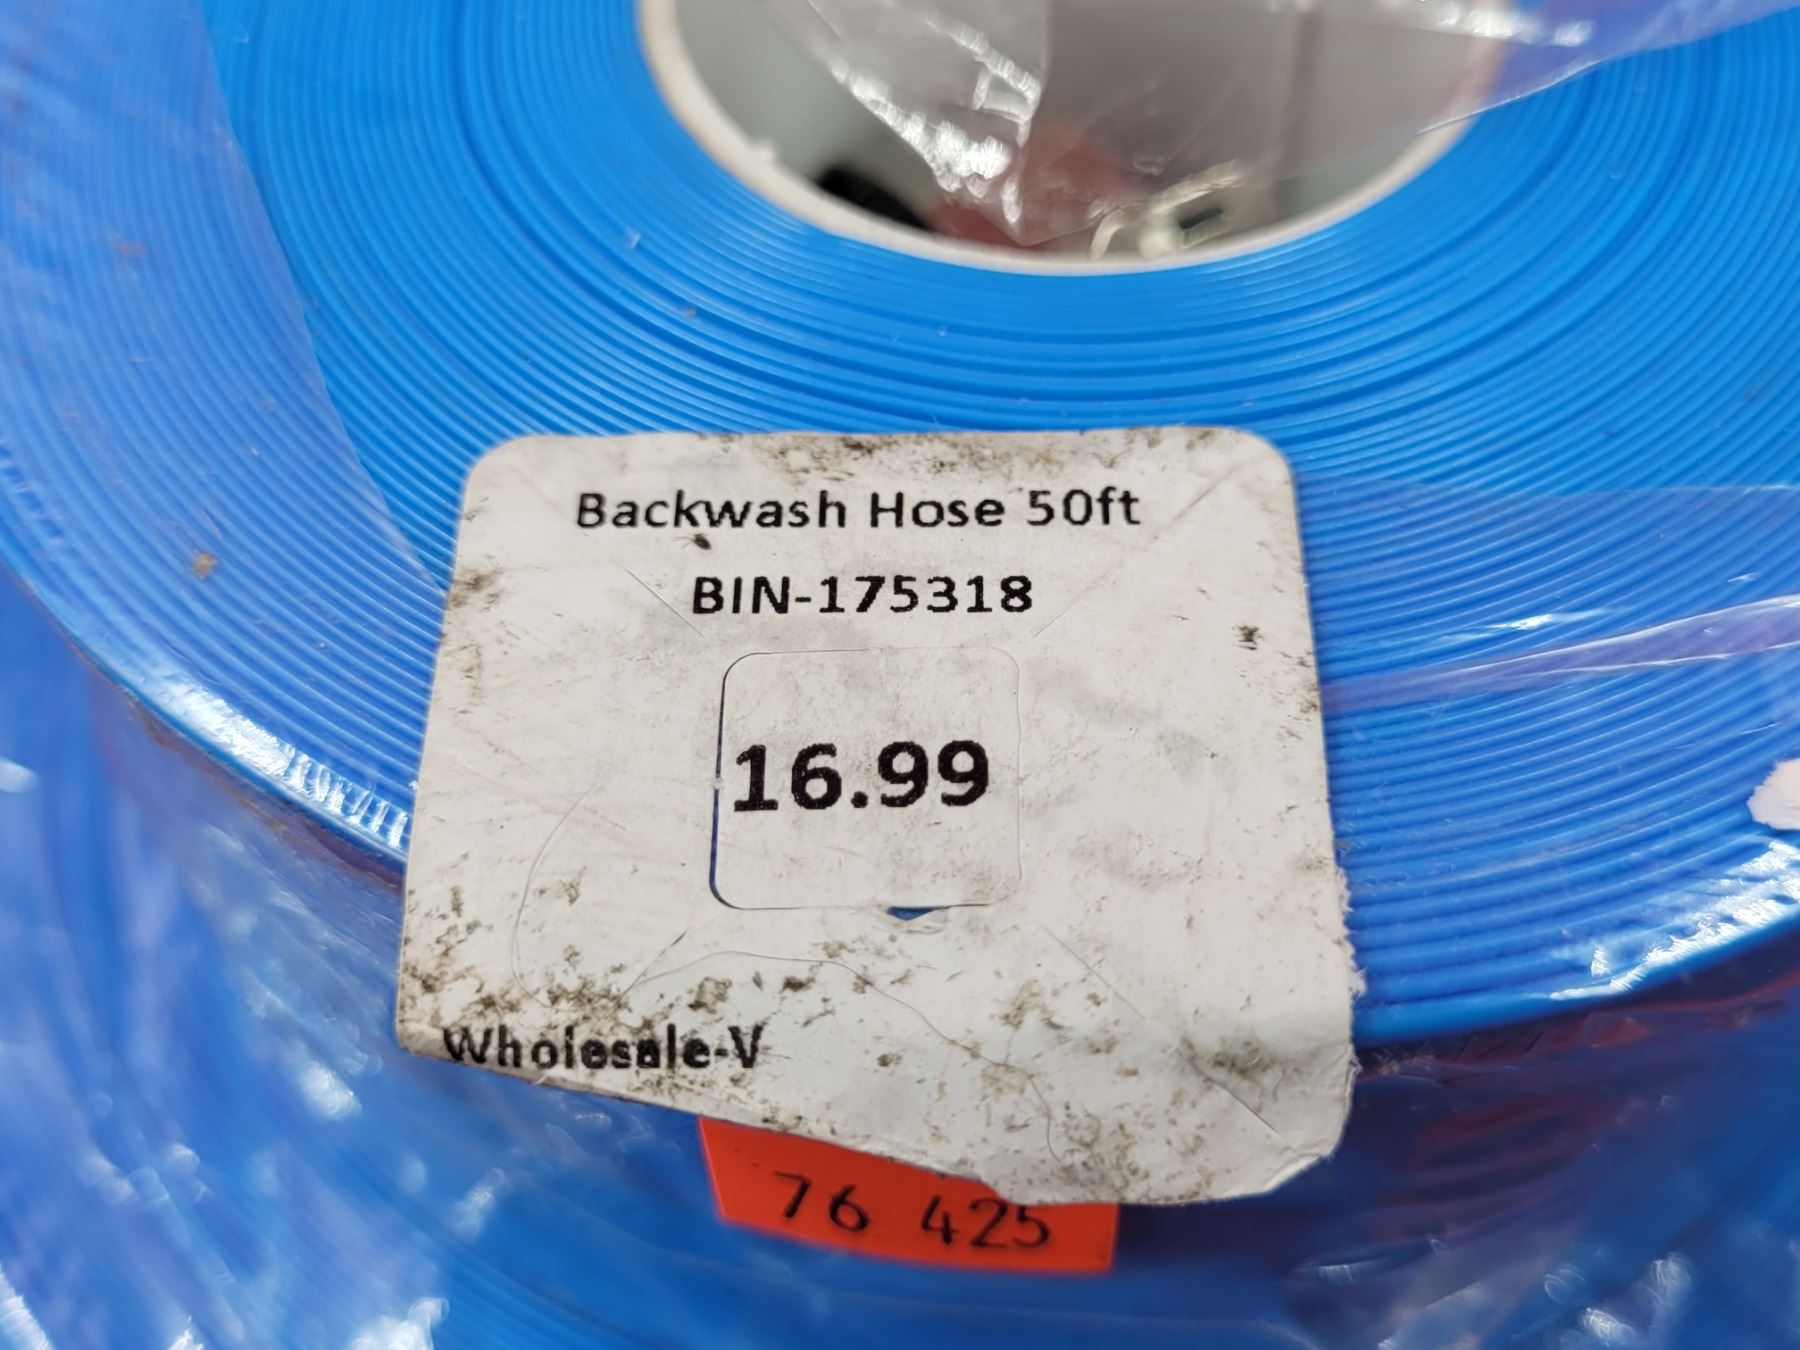 Backwash Hose 50ft
BIN-175318
16.99
Wholesale-V
76 425